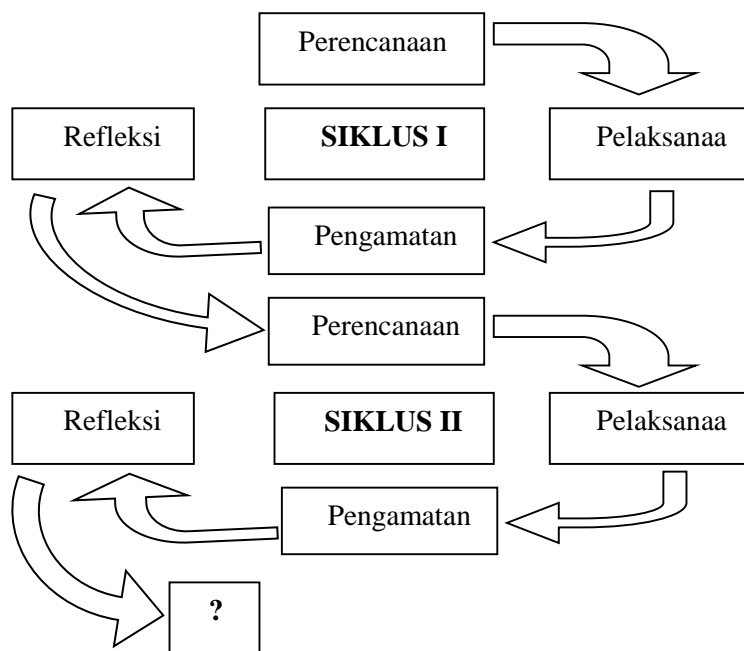 Perencanaan
Refleksi
SIKLUS I
Pelaksanaa
Pengamatan
Perencanaan
Refleksi
SIKLUS II
Pelaksanaa
Pengamatan
?